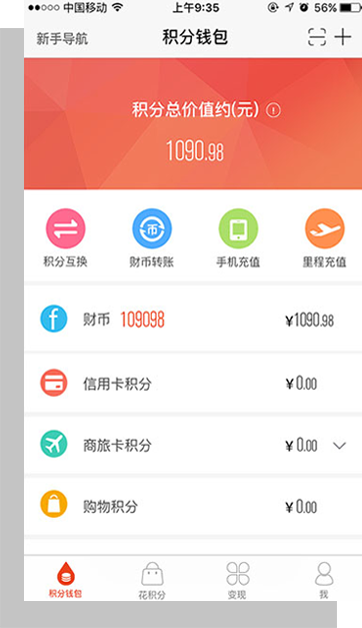 中国移动 上午9:35 56%
新手导航 积分钱包
积分总价值约(元)
1090.98
积分互换 财币转账 手机充值 里程充值
财币 109098 ¥1090.98
信用卡积分 ¥0.00
商旅卡积分 ¥0.00
购物积分 ¥0.00
积分钱包 花积分 变现 我